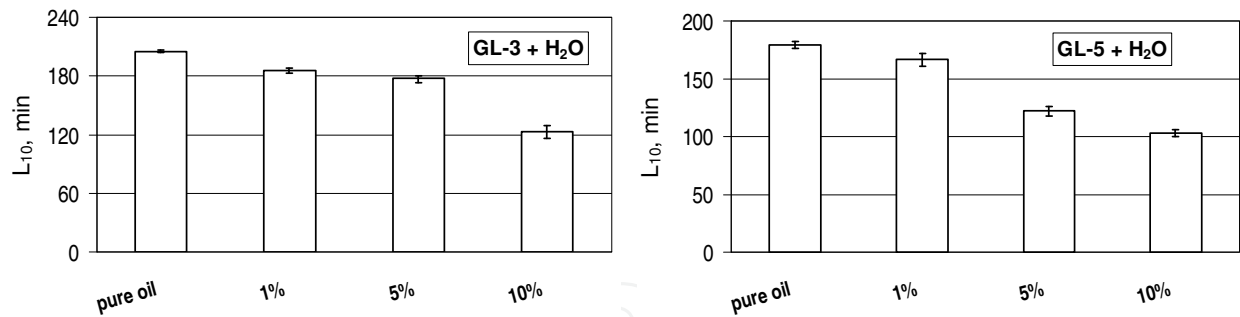 240
180
120
60
0
L₁₀, min
GL-3 + H₂O
pure oil
1%
5%
10%
200
150
100
50
0
L₁₀, min
GL-5 + H₂O
pure oil
1%
5%
10%